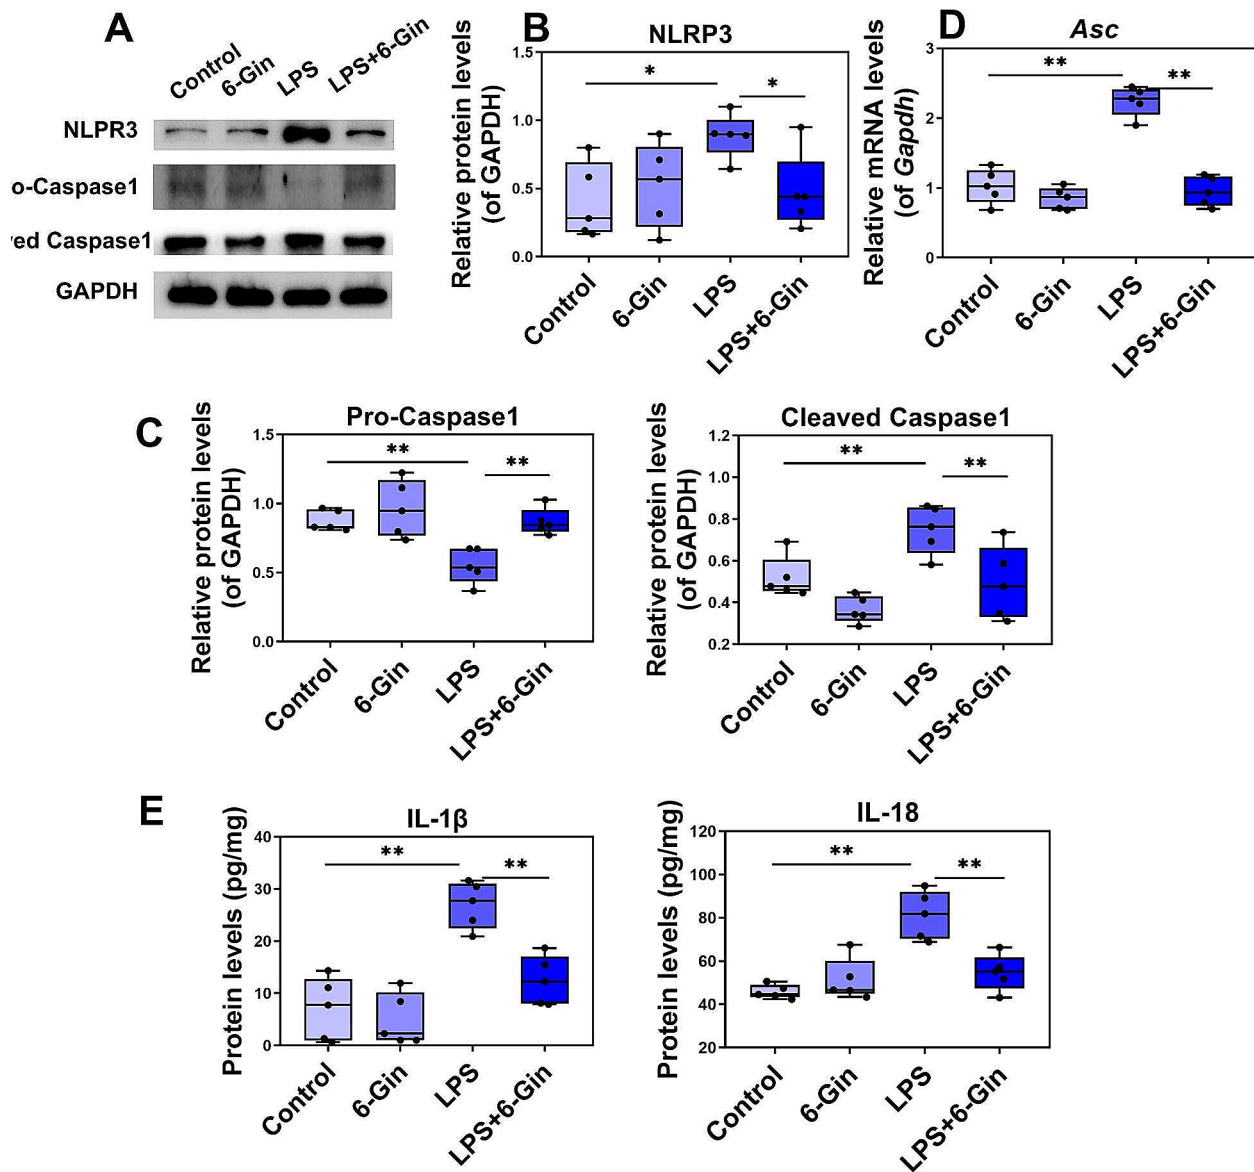 A
Control
6-Gin
LPS
LPS+6-Gin
NLPR3
o-Caspase1
ved Caspase1
GAPDH
B
NLRP3
Relative protein levels
(of GAPDH)
1.5
1.0
0.5
0.0
*
*
Control
6-Gin
LPS
LPS+6-Gin
D
Asc
Relative mRNA levels
(of Gapdh)
3
2
1
0
**
**
Control
6-Gin
LPS
LPS+6-Gin
C
Pro-Caspase1
Relative protein levels
(of GAPDH)
1.5
1.0
0.5
0.0
**
**
Control
6-Gin
LPS
LPS+6-Gin
Cleaved Caspase1
Relative protein levels
(of GAPDH)
1.2
1.0
0.8
0.6
0.4
0.2
**
**
Control
6-Gin
LPS
LPS+6-Gin
E
IL-1β
Protein levels (pg/mg)
40
30
20
10
0
**
**
Control
6-Gin
LPS
LPS+6-Gin
IL-18
Protein levels (pg/mg)
120
100
80
60
40
20
**
**
Control
6-Gin
LPS
LPS+6-Gin